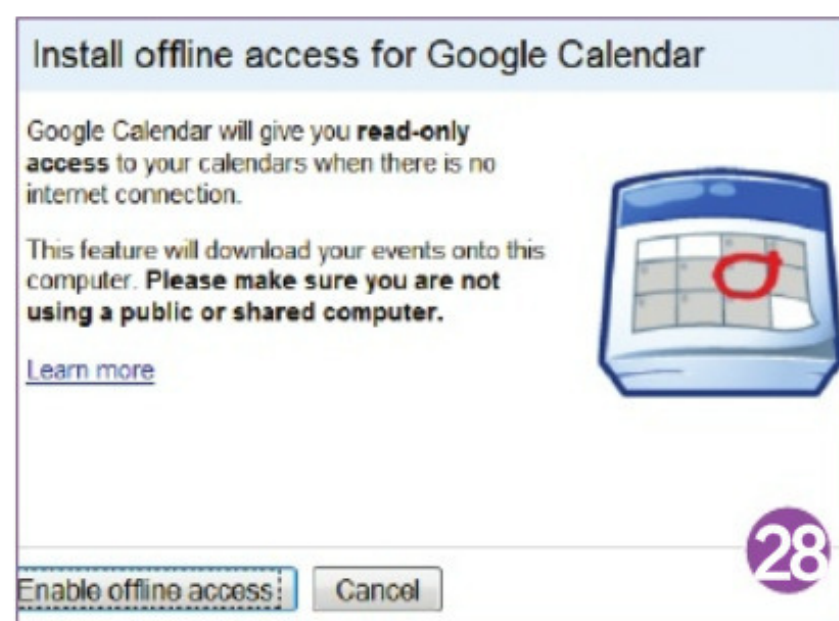 Install offline access for Google Calendar
Google Calendar will give you read-only
access to your calendars when there is no
internet connection.
This feature will download your events onto this
computer. Please make sure you are not
using a public or shared computer.
Learn more
28
Enable offline access
Cancel